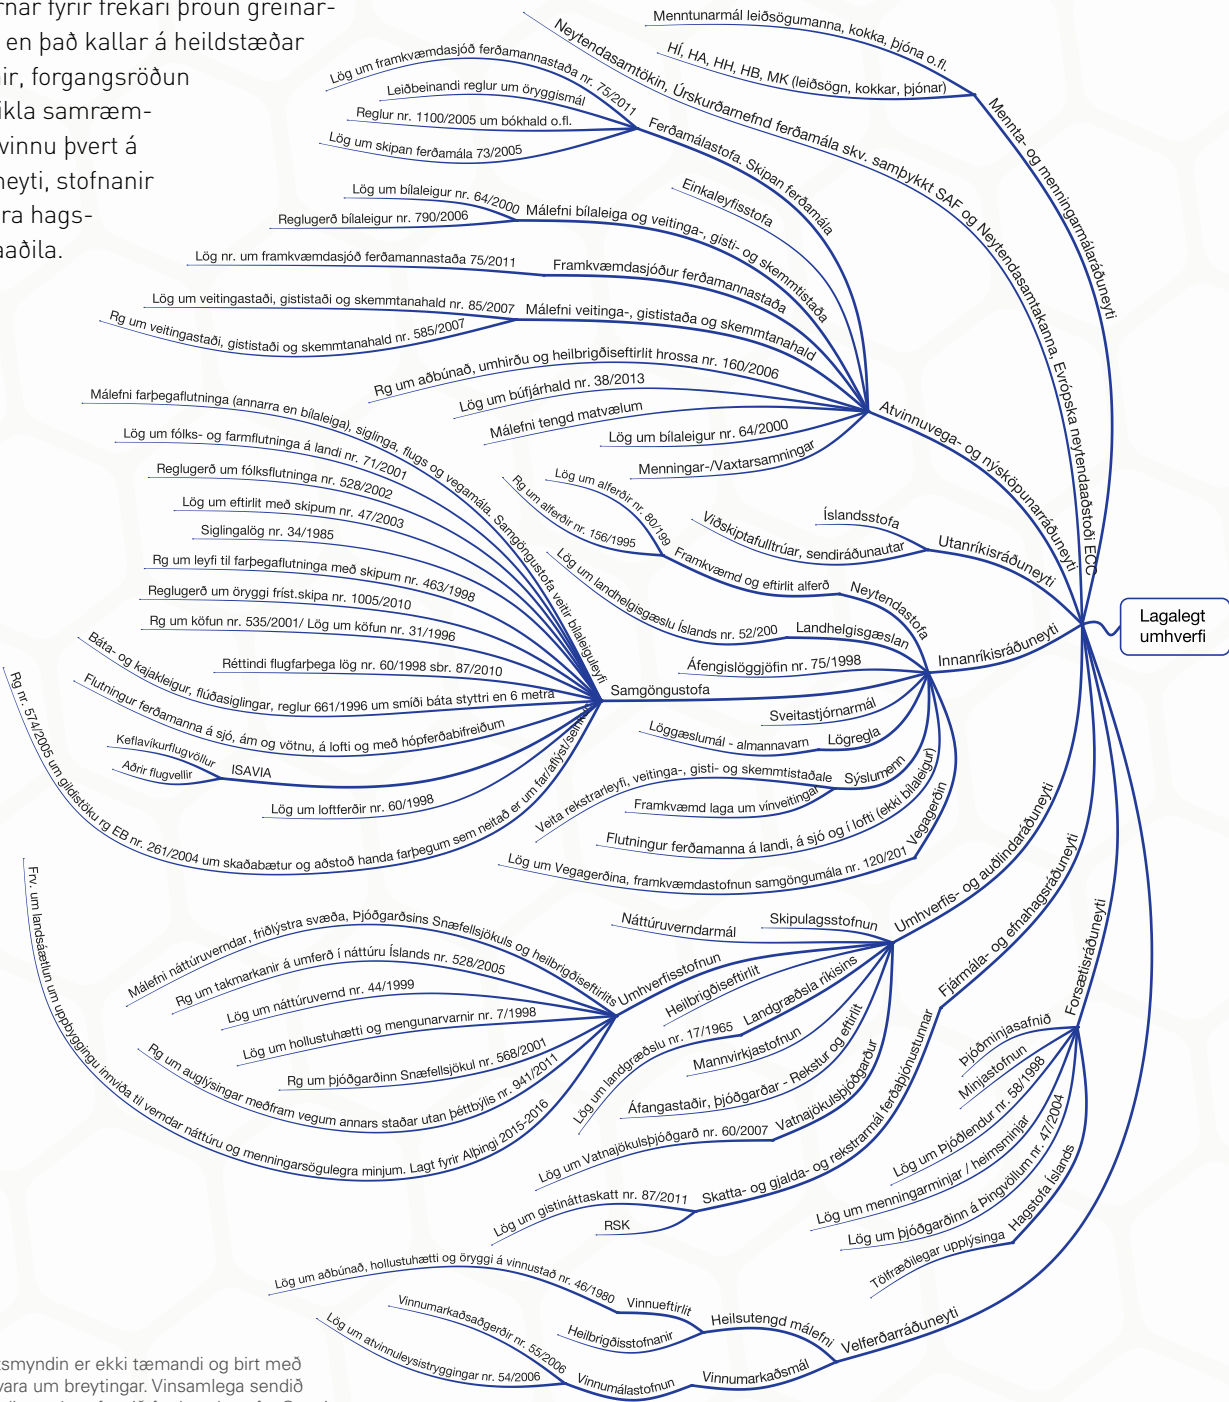 rnar fyrir frekari þróun greinar-
en það kallar á heildstæðar
ir, forgangsröðun
ikla samræm-
vinnu þvert á
neyti, stofnanir
ra hags-
aðila.
Menntunarmál leiðsögumanna, kokka, þjóna o.fl.
HÍ, HA, HH, HB, MK (leiðsögn, kokkar, þjónar)
Mennta- og menningarmálaráðuneyti
Neytendasamtökin, Úrskurðarnefnd ferðamála skv. samþykkt SAF og Neytendasamtakanna, Evrópska neytendaaðstoði ECC
Lög um framkvæmdasjóð ferðamannastaða nr. 75/2011
Leiðbeinandi reglur um öryggismál
Reglur nr. 1100/2005 um bókhald o.fl.
Lög um skipan ferðamála 73/2005
Ferðamálastofa. Skipan ferðamála
Einkaleyfisstofa
Lög um bílaleigur nr. 64/2000
Reglugerð bílaleigur nr. 790/2006
Málefni bílaleiga og veitinga-, gisti- og skemmtistaða
Lög nr. um framkvæmdasjóð ferðamannastaða 75/2011
Framkvæmdasjóður ferðamannastaða
Lög um veitingastaði, gististaði og skemmtanahald nr. 85/2007
Rg um veitingastaði, gististaði og skemmtanahald nr. 585/2007
Málefni veitinga-, gististaða og skemmtanahald
Rg um aðbúnað, umhirðu og heilbrigðiseftirlit hrossa nr. 160/2006
Lög um búfjárhald nr. 38/2013
Málefni tengd matvælum
Lög um bílaleigur nr. 64/2000
Menningar-/Vaxtarsamningar
Atvinnuvega- og nýsköpunarráðuneyti
Íslandsstofa
Viðskiptafulltrúar, sendiráðunautar
Utanríkisráðuneyti
Lagalegt
umhverfi
Lög um alferðir nr. 80/199
Rg um alferðir nr. 156/1995
Framkvæmd og eftirlit alferð
Neytendastofa
Lög um landhelgisgæslu Íslands nr. 52/200
Landhelgisgæslan
Áfengislöggjöfin nr. 75/1998
Innanríkisráðuneyti
Málefni farþegaflutninga (annarra en bílaleiga), siglinga, flugs og vegamála. Samgöngustofa veitir bílaleiguleyfi
Lög um fólks- og farmflutninga á landi nr. 71/2001
Reglugerð um fólksflutninga nr. 528/2002
Lög um eftirlit með skipum nr. 47/2003
Siglingalög nr. 34/1985
Rg um leyfi til farþegaflutninga með skipum nr. 463/1998
Reglugerð um öryggi fríst.skipa nr. 1005/2010
Rg um köfun nr. 535/2001/ Lög um köfun nr. 31/1996
Réttindi flugfarþega lög nr. 60/1998 sbr. 87/2010
Báta- og kajakleigur, flúðasiglingar, reglur 661/1996 um smíði báta styttri en 6 metra
Flutningur ferðamanna á sjó, ám og vötnu, á lofti og með hópferðabifreiðum
Keflavíkurflugvöllur
Aðrir flugvellir
ISAVIA
Lög um loftferðir nr. 60/1998
Rg nr. 574/2005 um gildistöku rg EB nr. 261/2004 um skaðabætur og aðstoð handa farþegum sem neitað er um far/aflýst/
Samgöngustofa
Sveitastjórnarmál
Löggæslumál - almannavarn
Lögregla
Veita rekstrarleyfi, veitinga-, gisti- og skemmtistaðale
Framkvæmd laga um vínveitingar
Sýslumenn
Flutningur ferðamanna á landi, á sjó og í lofti (ekki bílaleigur)
Lög um Vegagerðina, framkvæmdastofnun samgöngumála nr. 120/201
Vegagerðin
Umhverfis- og auðlindaráðuneyti
Skipulagsstofnun
Náttúruverndarmál
Umhverfisstofnun
Málefni náttúruverndar, friðlýstra svæða, Þjóðgarðsins Snæfellsjökuls og heilbrigðiseftirlits
Rg um takmarkanir á umferð í náttúru Íslands nr. 528/2005
Lög um náttúruvernd nr. 44/1999
Lög um hollustuhætti og mengunarvarnir nr. 7/1998
Rg um þjóðgarðinn Snæfellsjökul nr. 568/2001
Rg um auglýsingar meðfram vegum annars staðar utan þéttbýlis nr. 941/2011
Frv. um landsáætlun um uppbyggingu innviða til verndar náttúru og menningarsögulegra minjum. Lagt fyrir Alþingi 2015-2016
Heilbrigðiseftirlit
Landgræðsla ríkisins
Lög um landgræðslu nr. 17/1965
Mannvirkjastofnun
Áfangastaðir, þjóðgarðar - Rekstur og eftirlit
Vatnajökulsþjóðgarður
Lög um Vatnajökulsþjóðgarð nr. 60/2007
Fjármála- og efnahagsráðuneyti
Skatta- og gjalda- og rekstrarmál ferðaþjónustunnar
Lög um gistináttaskatt nr. 87/2011
RSK
Forsætisráðuneyti
Þjóðminjasafnið
Minjastofnun
Lög um Þjóðlendur nr. 58/1998
Lög um menningarminjar / heimsminjar
Lög um þjóðgarðinn á Þingvöllum nr. 47/2004
Hagstofa Íslands
Tölfræðilegar upplýsinga
Velferðarráðuneyti
Heilsutengd málefni
Vinnueftirlit
Lög um aðbúnað, hollustuhætti og öryggi á vinnustað nr. 46/1980
Heilbrigðisstofnanir
Vinnumarkaðsmál
Vinnumálastofnun
Vinnumarkaðsaðgerðir nr. 55/2006
Lög um atvinnuleysistryggingar nr. 54/2006
tsmyndin er ekki tæmandi og birt með
vara um breytingar. Vinsamlega sendið